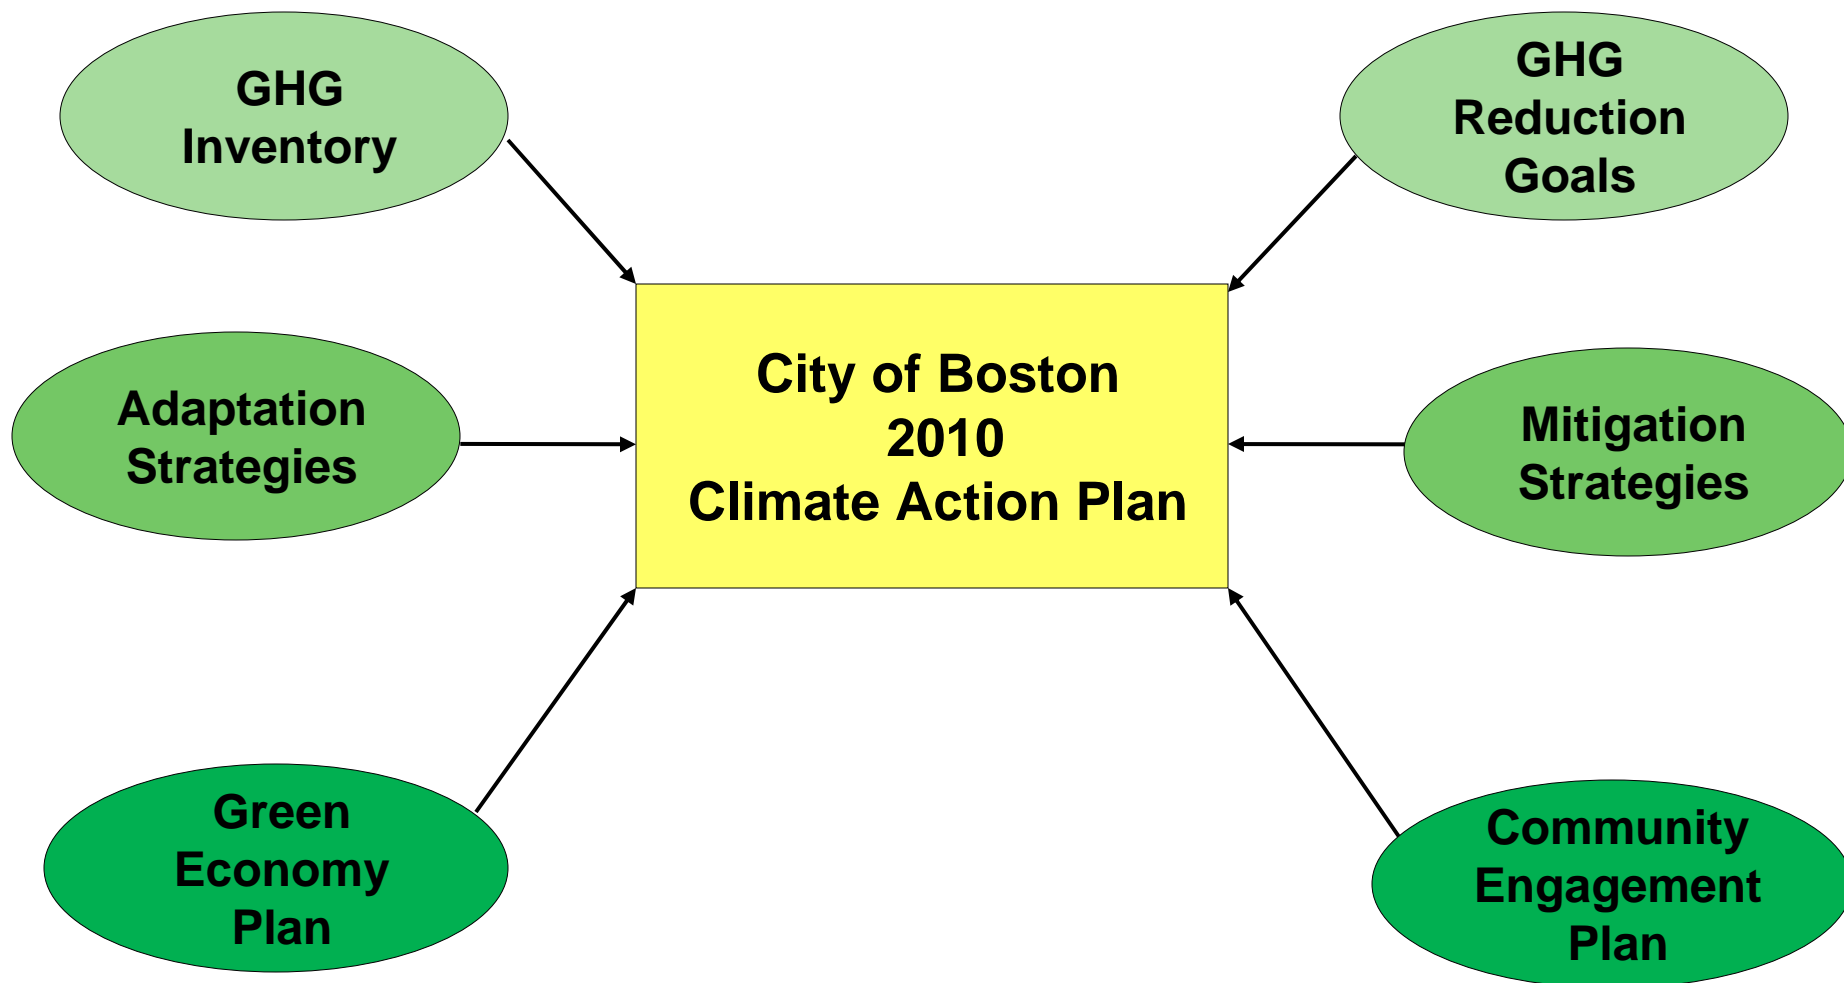 GHG
Inventory
GHG
Reduction
Goals
Adaptation
Strategies
City of Boston
2010
Climate Action Plan
Mitigation
Strategies
Green
Economy
Plan
Community
Engagement
Plan